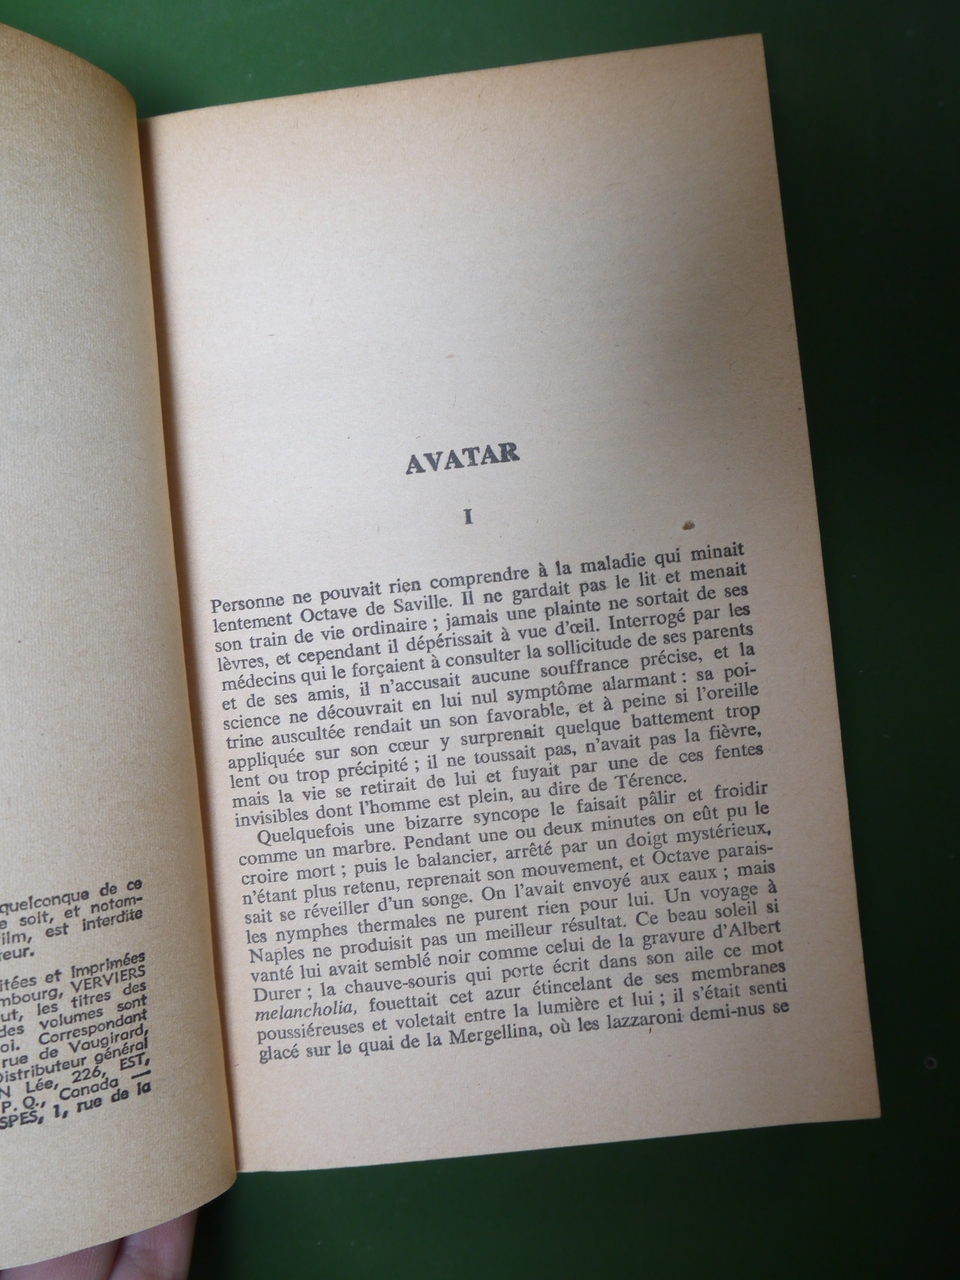 quelconque de ce
soit, et notam-
ilm, est interdite
eur.
itées et imprimées
mbourg, VERVIERS
ut, les titres des
des volumes sont
oi. Correspondant
rue de Vaugirard,
Distributeur général
N Lée, 226, EST,
P. Q., Canada —
SPES, 1, rue de la
AVATAR
I
Personne ne pouvait rien comprendre à la maladie qui minait
lentement Octave de Saville. Il ne gardait pas le lit et menait
son train de vie ordinaire ; jamais une plainte ne sortait de ses
lèvres, et cependant il dépérissait à vue d'œil. Interrogé par les
médecins qui le forçaient à consulter la sollicitude de ses parents
et de ses amis, il n'accusait aucune souffrance précise, et la
science ne découvrait en lui nul symptôme alarmant : sa poi-
trine auscultée rendait un son favorable, et à peine si l'oreille
appliquée sur son cœur y surprenait quelque battement trop
lent ou trop précipité ; il ne toussait pas, n'avait pas la fièvre,
mais la vie se retirait de lui et fuyait par une de ces fentes
invisibles dont l'homme est plein, au dire de Térence.
Quelquefois une bizarre syncope le faisait pâlir et froidir
comme un marbre. Pendant une ou deux minutes on eût pu le
croire mort ; puis le balancier, arrêté par un doigt mystérieux,
n'étant plus retenu, reprenait son mouvement, et Octave parais-
sait se réveiller d'un songe. On l'avait envoyé aux eaux ; mais
les nymphes thermales ne purent rien pour lui. Un voyage à
Naples ne produisit pas un meilleur résultat. Ce beau soleil si
vanté lui avait semblé noir comme celui de la gravure d'Albert
Durer ; la chauve-souris qui porte écrit dans son aile ce mot
melancholia, fouettait cet azur étincelant de ses membranes
poussiéreuses et voletait entre la lumière et lui ; il s'était senti
glacé sur le quai de la Mergellina, où les lazzaroni demi-nus se